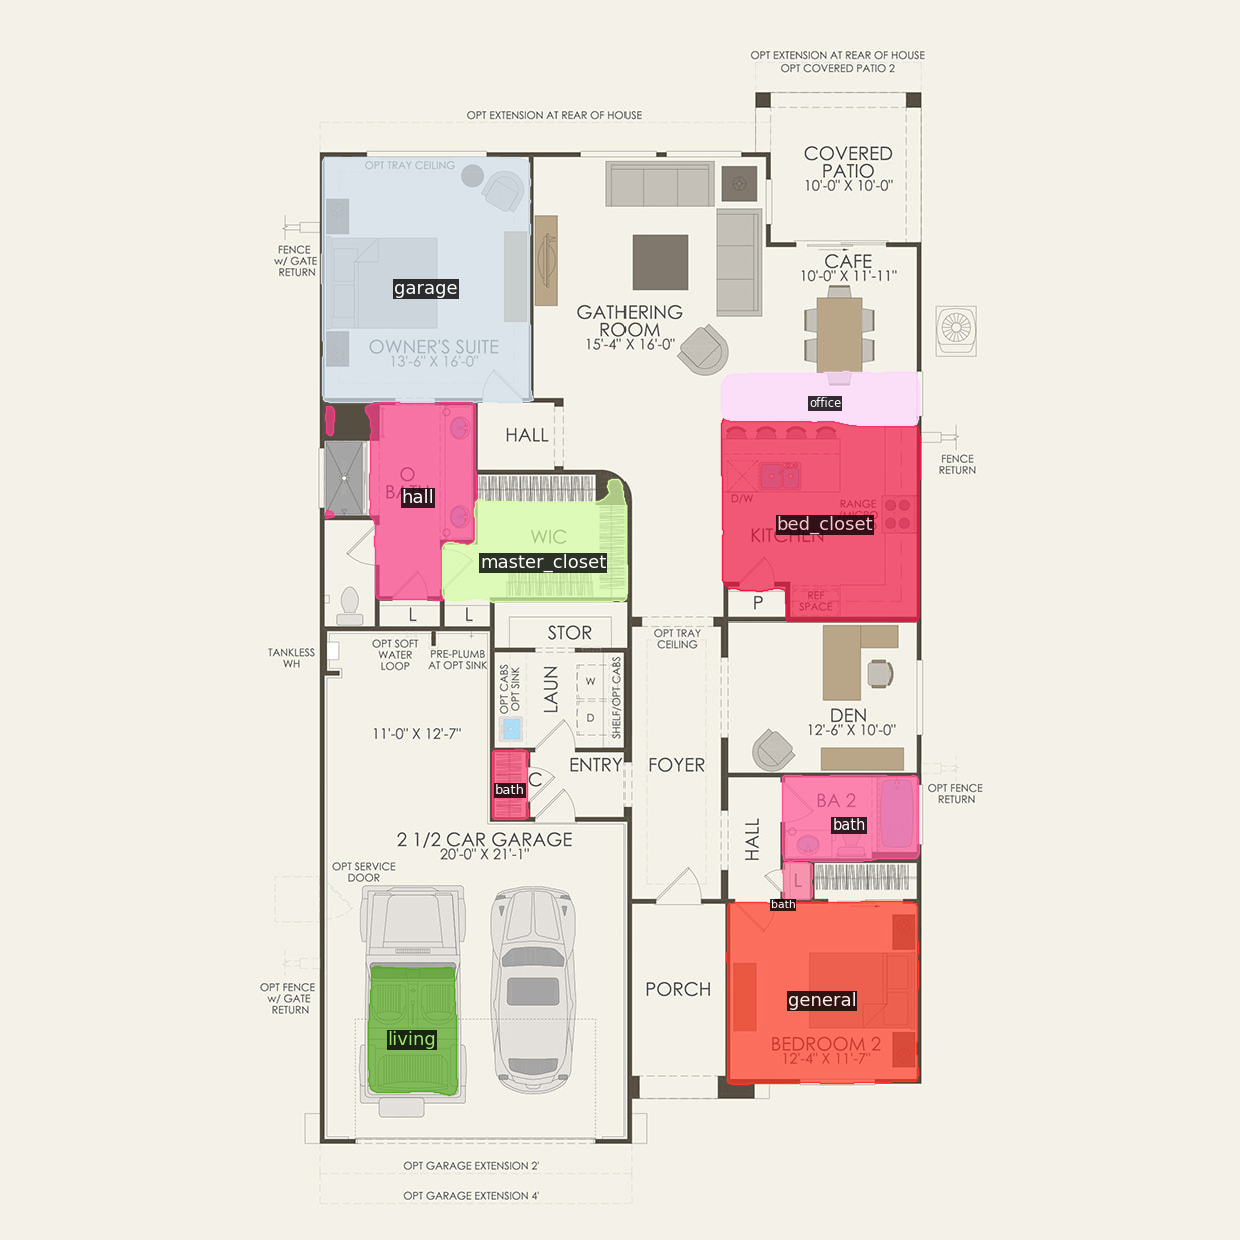 OPT EXTENSION AT REAR OF HOUSE
OPT COVERED PATIO 2
OPT EXTENSION AT REAR OF HOUSE
COVERED
PATIO
10'-0" X 10'-0"
OPT TRAY CEILING
FENCE
w/ GATE
RETURN
garage
OWNER'S SUITE
13'-6" X 16'-0"
GATHERING
ROOM
15'-4" X 16'-0"
CAFE
10'-0" X 11'-11"
office
HALL
FENCE
RETURN
hall
WIC
master_closet
D/W
RANGE
bed_closet
KITCHEN
P
REF
SPACE
L
L
STOR
OPT TRAY
CEILING
TANKLESS
WH
OPT SOFT
WATER
LOOP
PRE-PLUMB
AT OPT SINK
OPT CABS
OPT SINK
LAUN
W
D
SHELF/OPT CABS
11'-0" X 12'-7"
DEN
12'-6" X 10'-0"
bath
C
ENTRY
FOYER
OPT FENCE
RETURN
BA 2
bath
HALL
2 1/2 CAR GARAGE
20'-0" X 21'-1"
OPT SERVICE
DOOR
L
bath
OPT FENCE
w/ GATE
RETURN
living
PORCH
general
BEDROOM 2
12'-4" X 11'-7"
OPT GARAGE EXTENSION 2'
OPT GARAGE EXTENSION 4'